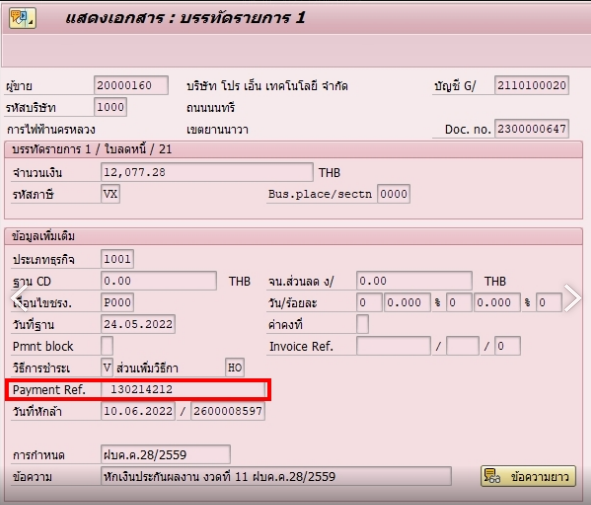 แสดงเอกสาร : บรรทัดรายการ 1
ผู้ขาย 20000160 บริษัท โปร เอ็น เทคโนโลยี จำกัด บัญชี G/ 2110100020
รหัสบริษัท 1000 ถนนนนทรี
การไฟฟ้านครหลวง เขตยานนาวา Doc. no. 2300000647
บรรทัดรายการ 1 / ใบลดหนี้ / 21
จำนวนเงิน 12,077.28 THB
รหัสภาษี VX Bus.place/sectn 0000
ข้อมูลเพิ่มเติม
ประเภทธุรกิจ 1001
ฐาน CD 0.00 THB จน.ส่วนลด ง/ 0.00 THB
เงื่อนไขชรง. P000 วัน/ร้อยละ 0 0.000 % 0 0.000 % 0
วันที่ฐาน 24.05.2022 ค่าคงที่
Pmnt block Invoice Ref. / / 0
วิธีการชำระเ V ส่วนเพิ่มวิธีกา HO
Payment Ref. 130214212
วันที่หักล้า 10.06.2022 / 2600008597
การกำหนด ฝบค.ค.28/2559
ข้อความ หักเงินประกันผลงาน งวดที่ 11 ฝบค.ค.28/2559 ข้อความยาว